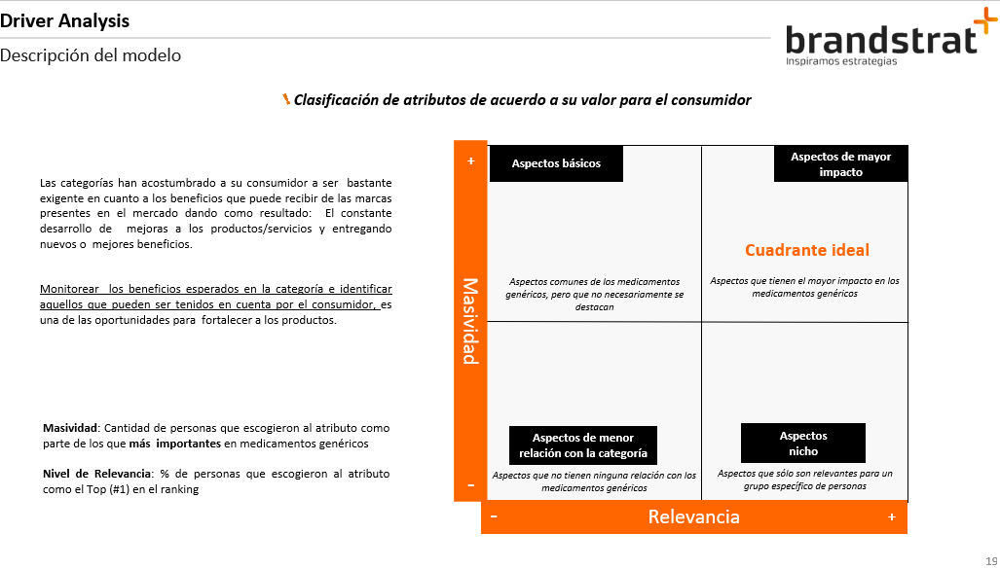 Driver Analysis
Descripción del modelo
brandstrat
Inspiramos estrategias
Clasificación de atributos de acuerdo a su valor para el consumidor
Las categorías han acostumbrado a su consumidor a ser bastante
exigente en cuanto a los beneficios que puede recibir de las marcas
presentes en el mercado dando como resultado: El constante
desarrollo de mejoras a los productos/servicios y entregando
nuevos o mejores beneficios.
Monitorear los beneficios esperados en la categoría e identificar
aquellos que pueden ser tenidos en cuenta por el consumidor, es
una de las oportunidades para fortalecer a los productos.
Masividad: Cantidad de personas que escogieron al atributo como
parte de los que más importantes en medicamentos genéricos
Nivel de Relevancia: % de personas que escogieron al atributo
como el Top (#1) en el ranking
+
Masividad
-
Aspectos básicos
Aspectos comunes de los medicamentos
genéricos, pero que no necesariamente se
destacan
Aspectos de mayor
impacto
Cuadrante ideal
Aspectos que tienen el mayor impacto en los
medicamentos genéricos
Aspectos de menor
relación con la categoría
Aspectos que no tienen ninguna relación con los
medicamentos genéricos
Aspectos
nicho
Aspectos que sólo son relevantes para un
grupo específico de personas
- Relevancia +
19